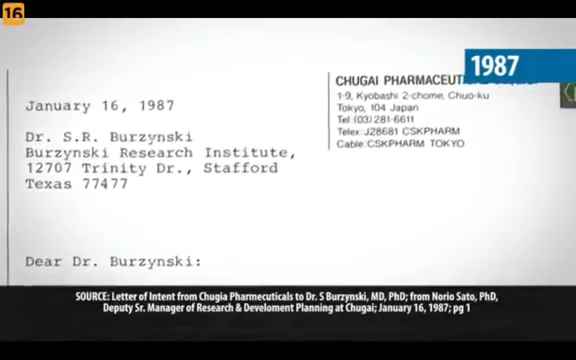 16
1987
CHUGAI PHARMACEUT
1-9, Kyobashi 2-chome, Chuo-ku
Tokyo, 104 Japan
Tel:(03)281-6611
Telex:J28681 CSKPHARM
Cable:CSKPHARM TOKYO
January 16, 1987
Dr. S.R. Burzynski
Burzynski Research Institute,
12707 Trinity Dr., Stafford
Texas 77477
Dear Dr. Burzynski:
SOURCE: Letter of Intent from Chugia Pharmecuticals to Dr. S Burzynski, MD, PhD; from Norio Sato, PhD,
Deputy Sr. Manager of Research & Develoment Planning at Chugai; January 16, 1987; pg 1